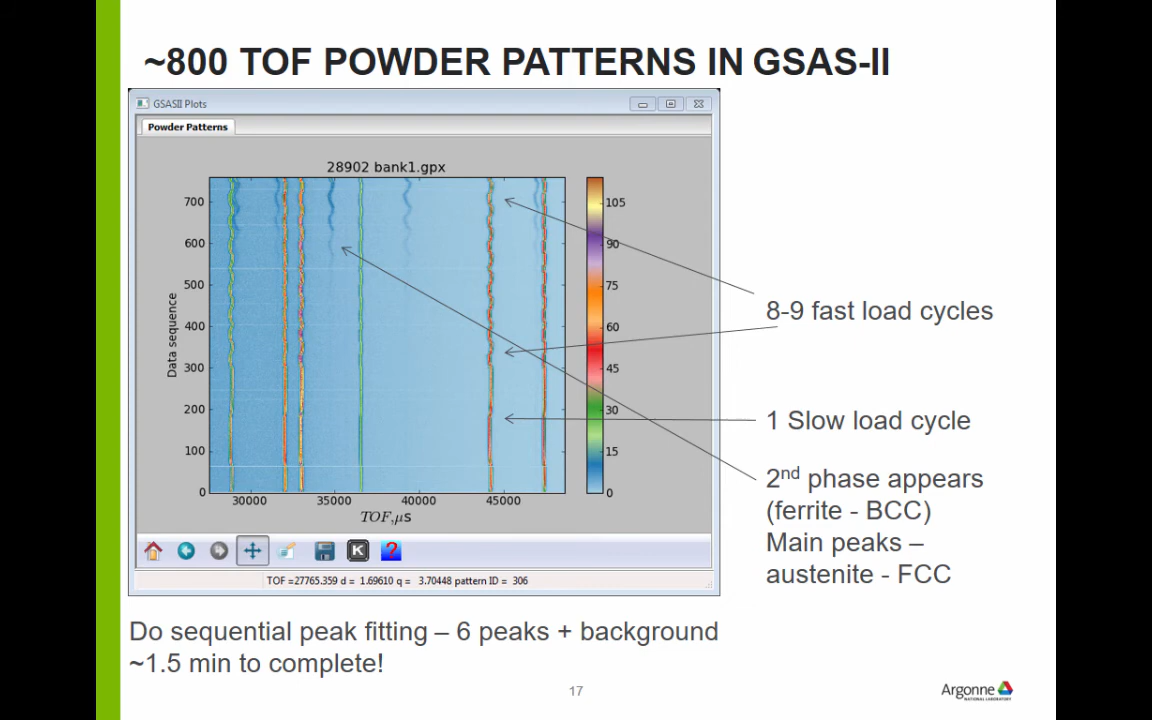 ~800 TOF POWDER PATTERNS IN GSAS-II
GSASII Plots
Powder Patterns
28902 bank1.gpx
Data sequence
700
600
500
400
300
200
100
0
30000 35000 40000 45000
TOF,μs
105
90
75
60
45
30
15
0
K
?
TOF =27765.359 d = 1.69610 q = 3.70448 pattern ID = 306
8-9 fast load cycles
1 Slow load cycle
2nd phase appears
(ferrite - BCC)
Main peaks –
austenite - FCC
Do sequential peak fitting – 6 peaks + background
~1.5 min to complete!
17
Argonne
NATIONAL LABORATORY